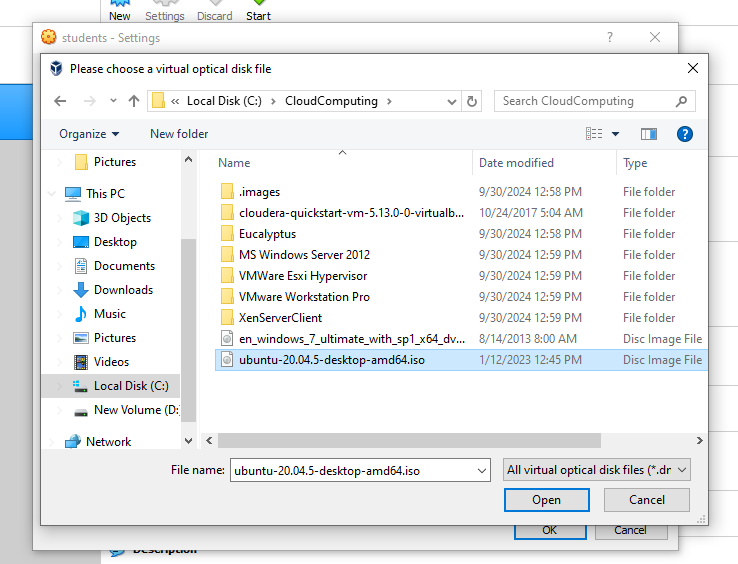 New Settings Discard Start
students - Settings
Please choose a virtual optical disk file
« Local Disk (C:) › CloudComputing ›
Search CloudComputing
Organize
New folder
Name Date modified Type
Pictures
This PC
3D Objects
Desktop
Documents
Downloads
Music
Pictures
Videos
Local Disk (C:)
New Volume (D:
Network
.images 9/30/2024 12:58 PM File folder
cloudera-quickstart-vm-5.13.0-0-virtualb... 10/24/2017 5:04 AM File folder
Eucalyptus 9/30/2024 12:58 PM File folder
MS Windows Server 2012 9/30/2024 12:59 PM File folder
VMWare Esxi Hypervisor 9/30/2024 12:59 PM File folder
VMware Workstation Pro 9/30/2024 12:59 PM File folder
XenServerClient 9/30/2024 12:59 PM File folder
en_windows_7_ultimate_with_sp1_x64_dv... 8/14/2013 8:00 AM Disc Image File
ubuntu-20.04.5-desktop-amd64.iso 1/12/2023 12:45 PM Disc Image File
File name: ubuntu-20.04.5-desktop-amd64.iso
All virtual optical disk files (*.dr
Open Cancel
OK Cancel
Description